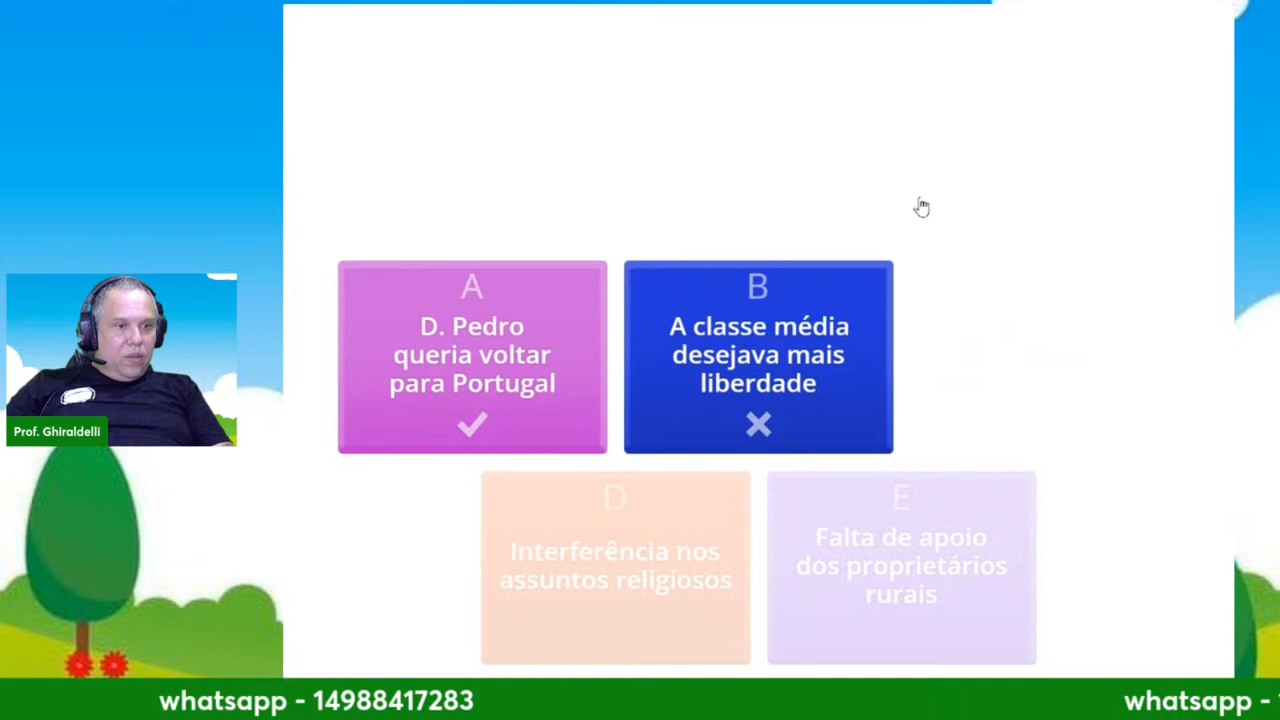 A
D. Pedro
queria voltar
para Portugal
B
A classe média
desejava mais
liberdade
D
Interferência nos
assuntos religiosos
E
Falta de apoio
dos proprietários
rurais
Prof. Ghiraldelli
whatsapp - 14988417283
whatsapp -